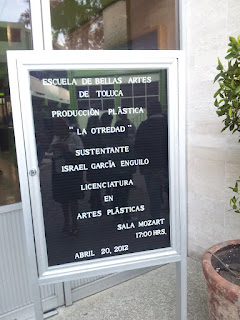 ESCUELA DE BELLAS ARTES
DE TOLUCA
PRODUCCIÓN PLÁSTICA
" LA OTREDAD "
SUSTENTANTE
ISRAEL GARCÍA ENGUILO
LICENCIATURA
EN
ARTES PLÁSTICAS
SALA MOZART
17:00 HRS.
ABRIL 20, 2012